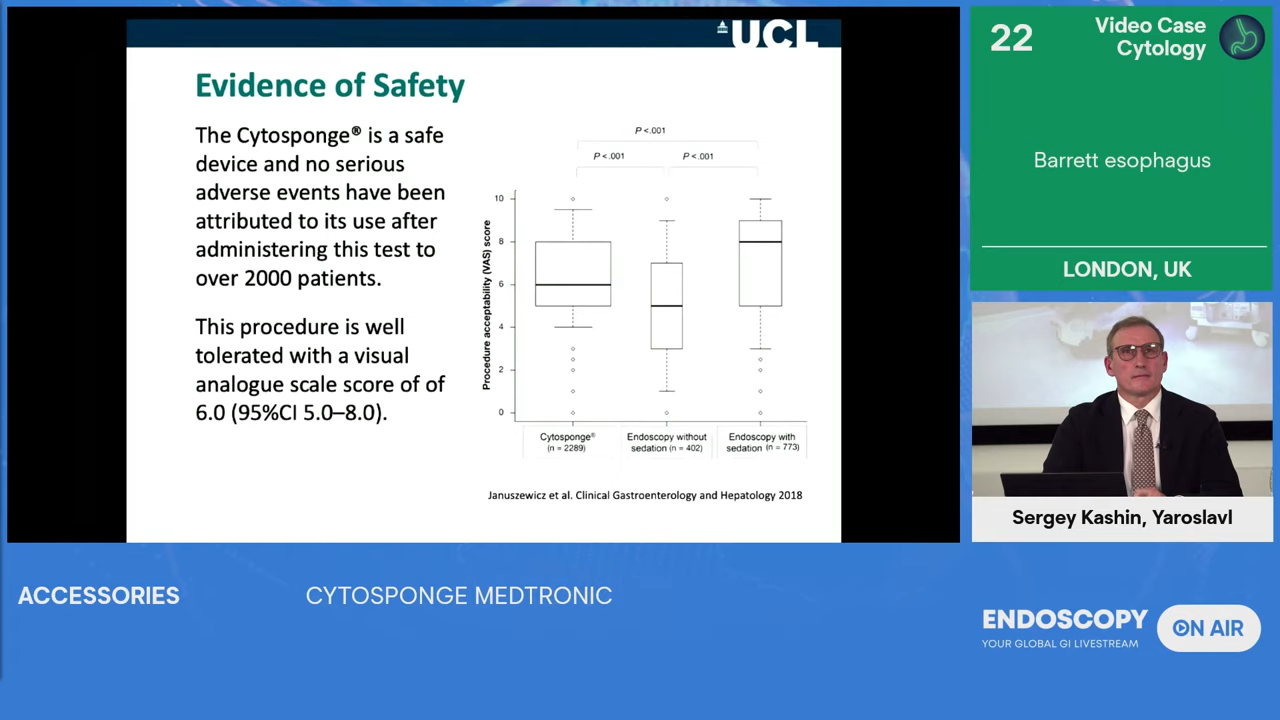 UCL
Evidence of Safety
The Cytosponge® is a safe
device and no serious
adverse events have been
attributed to its use after
administering this test to
over 2000 patients.
This procedure is well
tolerated with a visual
analogue scale score of of
6.0 (95%CI 5.0–8.0).
P <.001
P <.001 P <.001
Procedure acceptability (VAS) score
10
8
6
4
2
0
Cytosponge®
(n = 2289)
Endoscopy without
sedation (n = 402)
Endoscopy with
sedation (n = 773)
Januszewicz et al. Clinical Gastroenterology and Hepatology 2018
22
Video Case
Cytology
Barrett esophagus
LONDON, UK
Sergey Kashin, Yaroslavl
ACCESSORIES CYTOSPONGE MEDTRONIC
ENDOSCOPY
YOUR GLOBAL GI LIVESTREAM
ON AIR